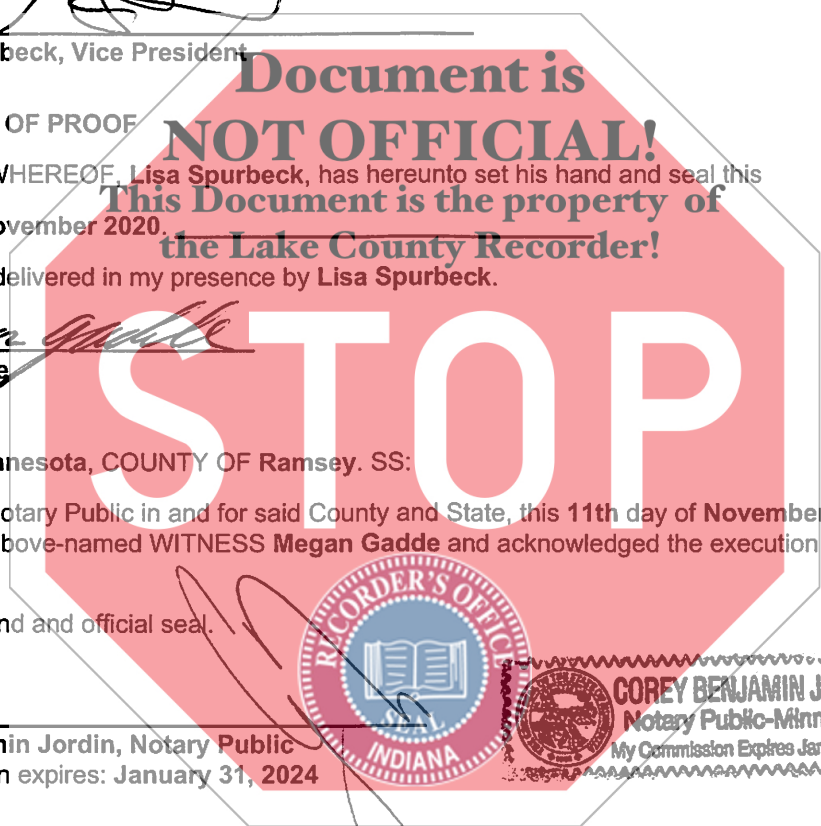 beck, Vice President
Document is
OF PROOF
NOT OFFICIAL!
WHEREOF, Lisa Spurbeck, has hereunto set his hand and seal this
This Document is the property of
ovember 2020.
the Lake County Recorder!
delivered in my presence by Lisa Spurbeck.
STOP
e
nnesota, COUNTY OF Ramsey. SS:
otary Public in and for said County and State, this 11th day of November
bove-named WITNESS Megan Gadde and acknowledged the execution
RECORDER'S OFFICE
nd and official seal.
SEAL
INDIANA
COREY BENJAMIN J
Notary Public-Minn
My Commission Expires Jan
in Jordin, Notary Public
n expires: January 31, 2024